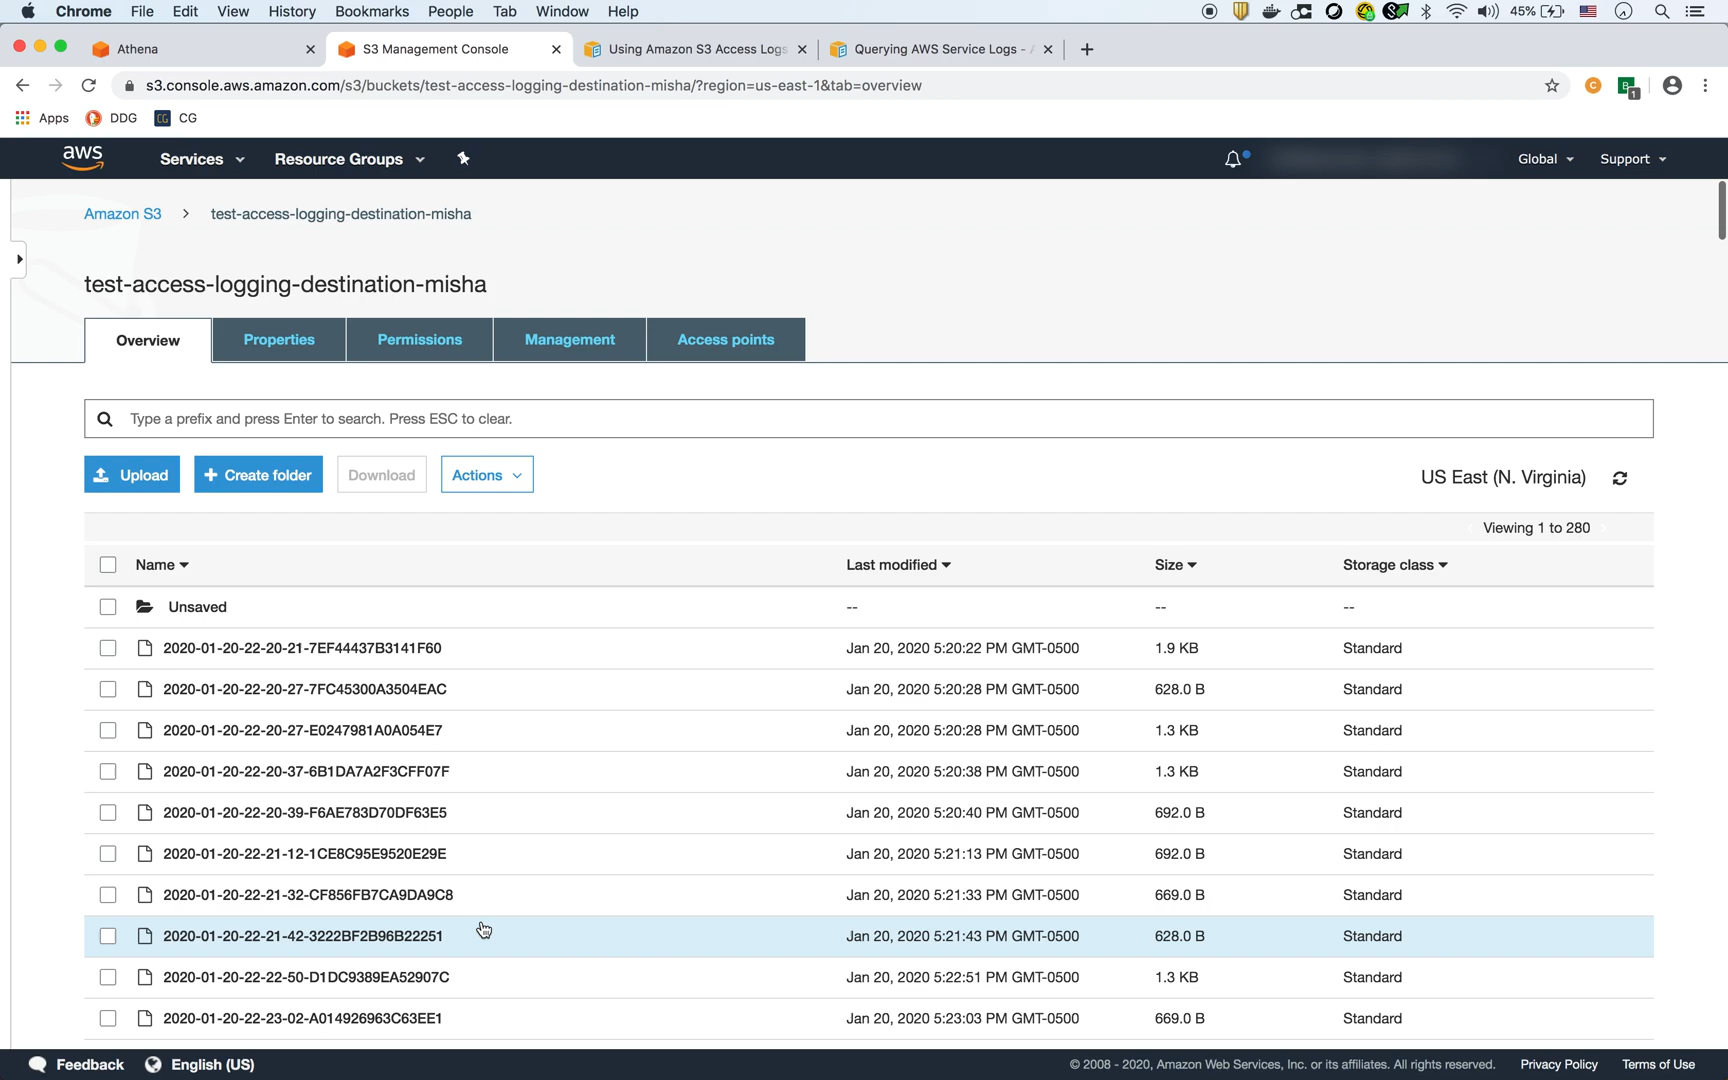 Chrome File Edit View History Bookmarks People Tab Window Help 45%
Athena S3 Management Console Using Amazon S3 Access Logs Querying AWS Service Logs -
s3.console.aws.amazon.com/s3/buckets/test-access-logging-destination-misha/?region=us-east-1&tab=overview
Apps DDG CG CG
aws Services Resource Groups Global Support
Amazon S3 > test-access-logging-destination-misha
test-access-logging-destination-misha
Overview Properties Permissions Management Access points
Type a prefix and press Enter to search. Press ESC to clear.
Upload + Create folder Download Actions US East (N. Virginia)
Viewing 1 to 280
Name Last modified Size Storage class
Unsaved -- -- --
2020-01-20-22-20-21-7EF44437B3141F60 Jan 20, 2020 5:20:22 PM GMT-0500 1.9 KB Standard
2020-01-20-22-20-27-7FC45300A3504EAC Jan 20, 2020 5:20:28 PM GMT-0500 628.0 B Standard
2020-01-20-22-20-27-E0247981A0A054E7 Jan 20, 2020 5:20:28 PM GMT-0500 1.3 KB Standard
2020-01-20-22-20-37-6B1DA7A2F3CFF07F Jan 20, 2020 5:20:38 PM GMT-0500 1.3 KB Standard
2020-01-20-22-20-39-F6AE783D70DF63E5 Jan 20, 2020 5:20:40 PM GMT-0500 692.0 B Standard
2020-01-20-22-21-12-1CE8C95E9520E29E Jan 20, 2020 5:21:13 PM GMT-0500 692.0 B Standard
2020-01-20-22-21-32-CF856FB7CA9DA9C8 Jan 20, 2020 5:21:33 PM GMT-0500 669.0 B Standard
2020-01-20-22-21-42-3222BF2B96B22251 Jan 20, 2020 5:21:43 PM GMT-0500 628.0 B Standard
2020-01-20-22-22-50-D1DC9389EA52907C Jan 20, 2020 5:22:51 PM GMT-0500 1.3 KB Standard
2020-01-20-22-23-02-A014926963C63EE1 Jan 20, 2020 5:23:03 PM GMT-0500 669.0 B Standard
Feedback English (US) © 2008 - 2020, Amazon Web Services, Inc. or its affiliates. All rights reserved. Privacy Policy Terms of Use